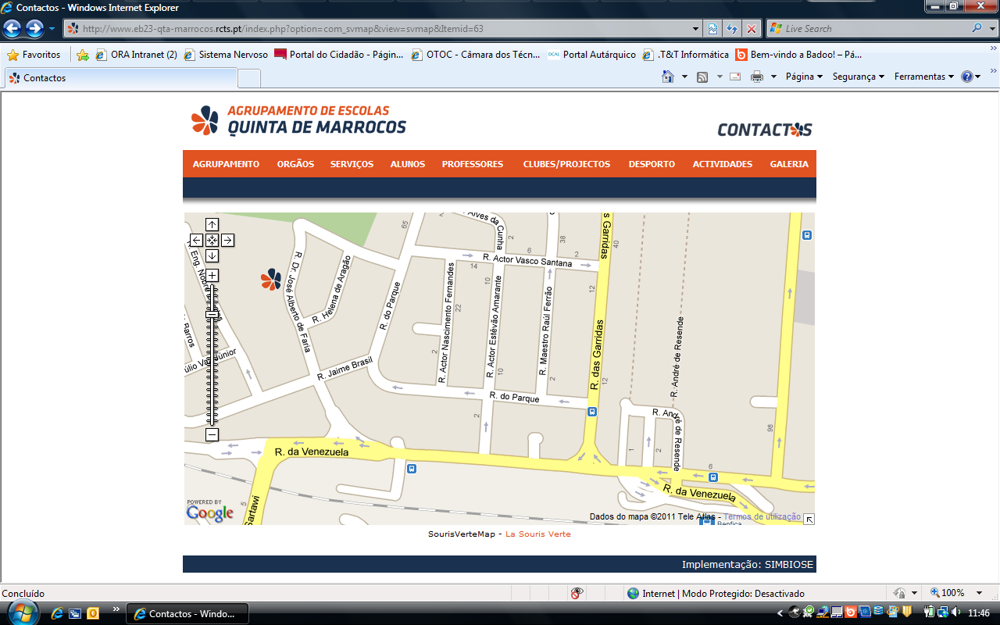 Contactos - Windows Internet Explorer
http://www.eb23-qta-marrocos.rcts.pt/index.php?option=com_svmap&view=svmap&Itemid=63
Live Search
Favoritos
ORA Intranet (2)
Sistema Nervoso
Portal do Cidadão - Págin...
OTOC - Câmara dos Técn...
DGAL
Portal Autárquico
.T&T Informática
Bem-vindo a Badoo! – Pá...
Contactos
Página
Segurança
Ferramentas
AGRUPAMENTO DE ESCOLAS
QUINTA DE MARROCOS
CONTACTOS
AGRUPAMENTO ORGÃOS SERVIÇOS ALUNOS PROFESSORES CLUBES/PROJECTOS DESPORTO ACTIVIDADES GALERIA
Alves da Cunha
2
38
65
s Garridas
40
R. Eng. Nobre
R. Dr. José Alberto de Faria
R. Helena de Aragão
R. do Parque
R. Actor Vasco Santana
6
2
14
10
12
R. Actor Nascimento Fernandes
22
2
R. Actor Estêvão Amarante
10
R. Maestro Raúl Ferrão
2
R. das Garridas
12
R. André de Resende
Barros
R. Jaime Brasil
R. do Parque
2
R. André de Resende
1
2
98
R. da Venezuela
6
R. da Venezuela
5
Sartawi
POWERED BY
Google
Dados do mapa ©2011 Tele Atlas - Termos de utilização
Benfica
SourisVerteMap - La Souris Verte
Implementação: SIMBIOSE
Concluído
Internet | Modo Protegido: Desactivado
100%
Contactos - Windo...
11:46